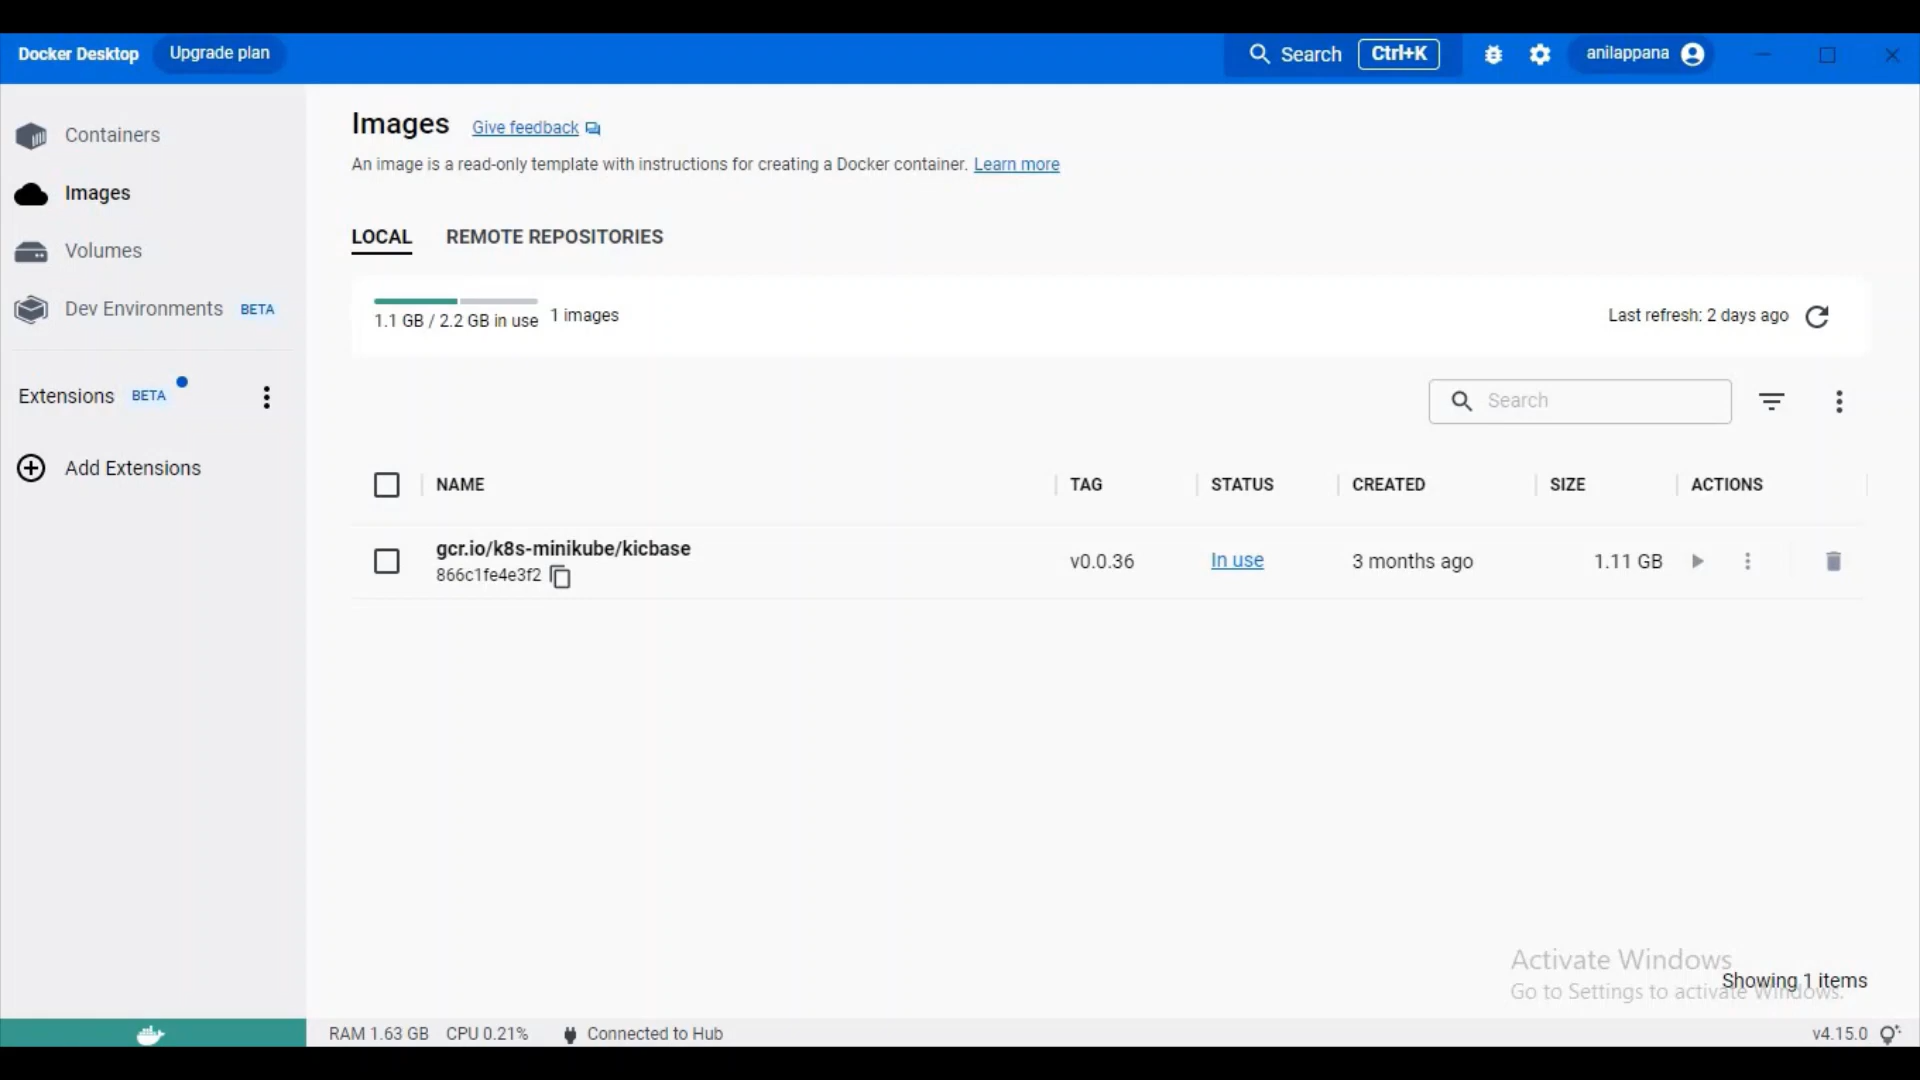 Docker Desktop Upgrade plan Search Ctrl+K anilappana
Containers
Images
Volumes
Dev Environments BETA
Extensions BETA
Add Extensions
Images Give feedback
An image is a read-only template with instructions for creating a Docker container. Learn more
LOCAL REMOTE REPOSITORIES
1.1 GB / 2.2 GB in use 1 images Last refresh: 2 days ago
Search
NAME TAG STATUS CREATED SIZE ACTIONS
gcr.io/k8s-minikube/kicbase v0.0.36 In use 3 months ago 1.11 GB
866c1fe4e3f2
Activate Windows
Showing 1 items
Go to Settings to activate Windows.
RAM 1.63 GB CPU 0.21% Connected to Hub v4.15.0